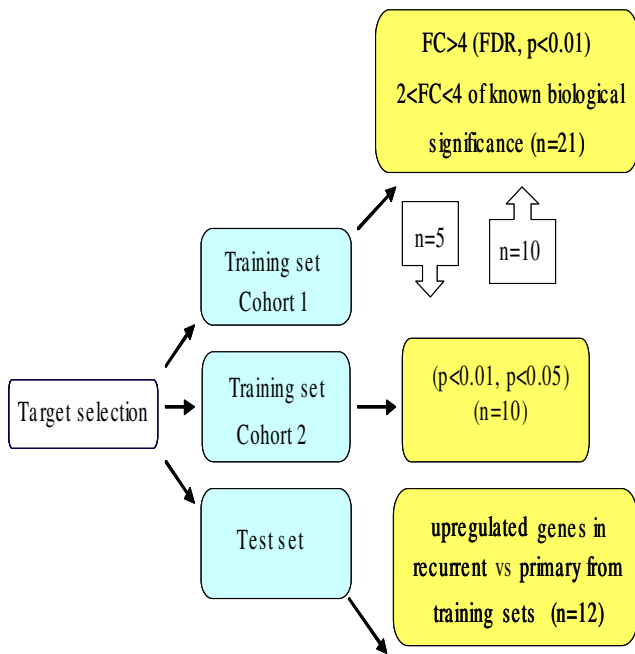 FC>4 (FDR, p<0.01)
2<FC<4 of known biological
significance (n=21)
n=5
n=10
Training set
Cohort 1
Target selection
Training set
Cohort 2
(p<0.01, p<0.05)
(n=10)
Test set
upregulated genes in
recurrent vs primary from
training sets (n=12)